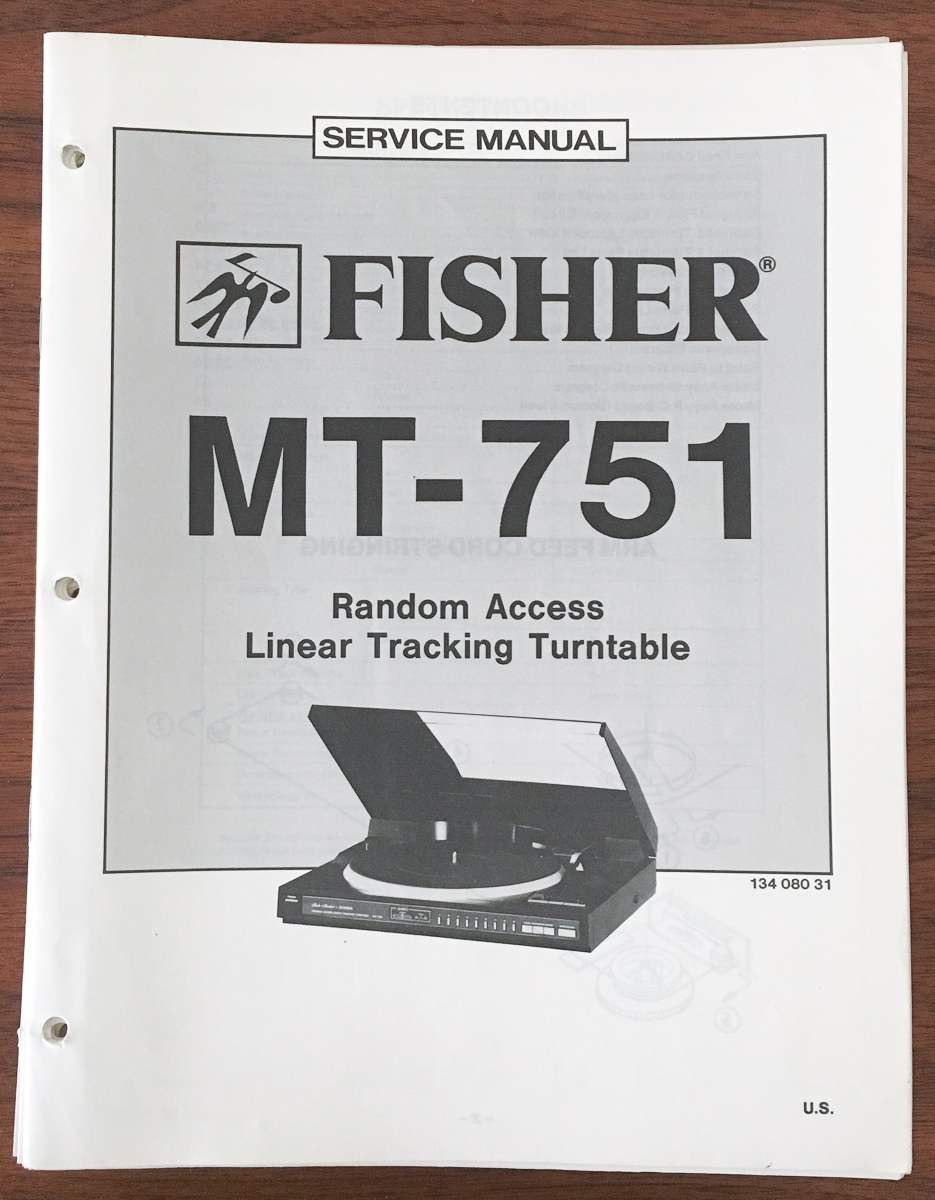 SERVICE MANUAL
FISHER®
MT-751
Random Access
Linear Tracking Turntable
134 080 31
U.S.